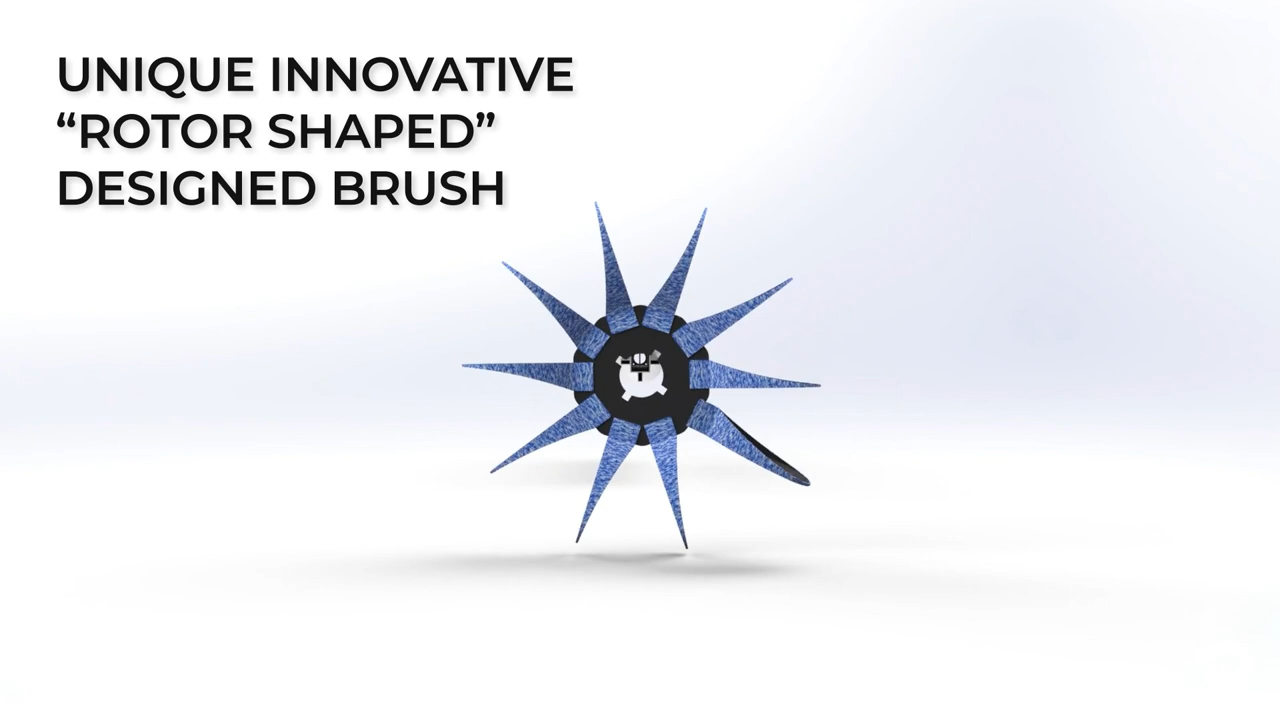 UNIQUE INNOVATIVE
“ROTOR SHAPED”
DESIGNED BRUSH